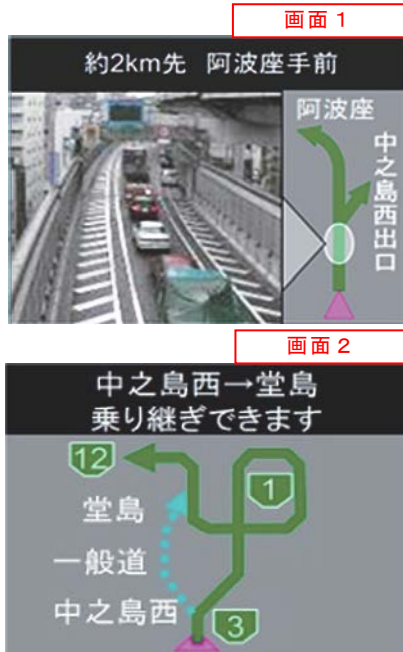 画面1
約2km先 阿波座手前
阿波座
中之島西出口
画面2
中之島西→堂島
乗り継ぎできます
12
1
堂島
一般道
中之島西
3